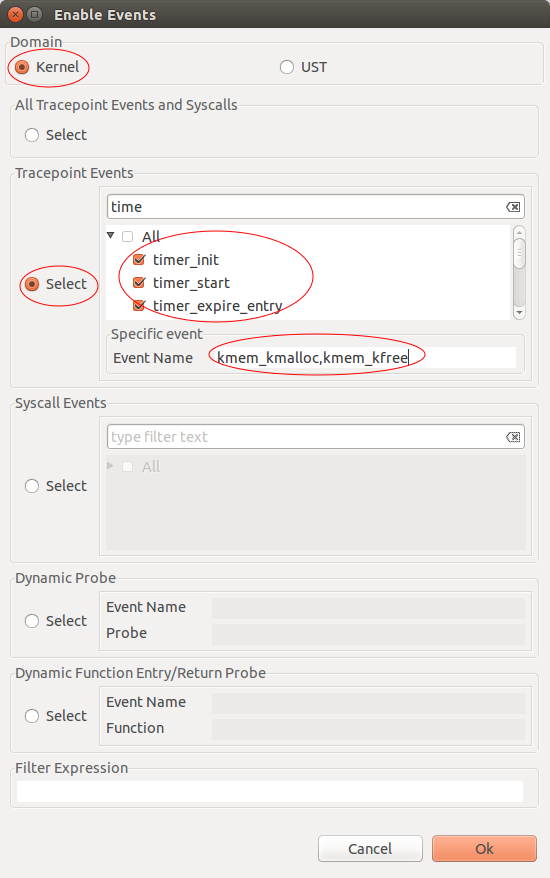 Enable Events
Domain
Kernel UST
All Tracepoint Events and Syscalls
Select
Tracepoint Events
time
All
timer_init
Select timer_start
timer_expire_entry
Specific event
Event Name kmem_kmalloc,kmem_kfree
Syscall Events
type filter text
All
Select
Dynamic Probe
Event Name
Select
Probe
Dynamic Function Entry/Return Probe
Event Name
Select
Function
Filter Expression
Cancel Ok